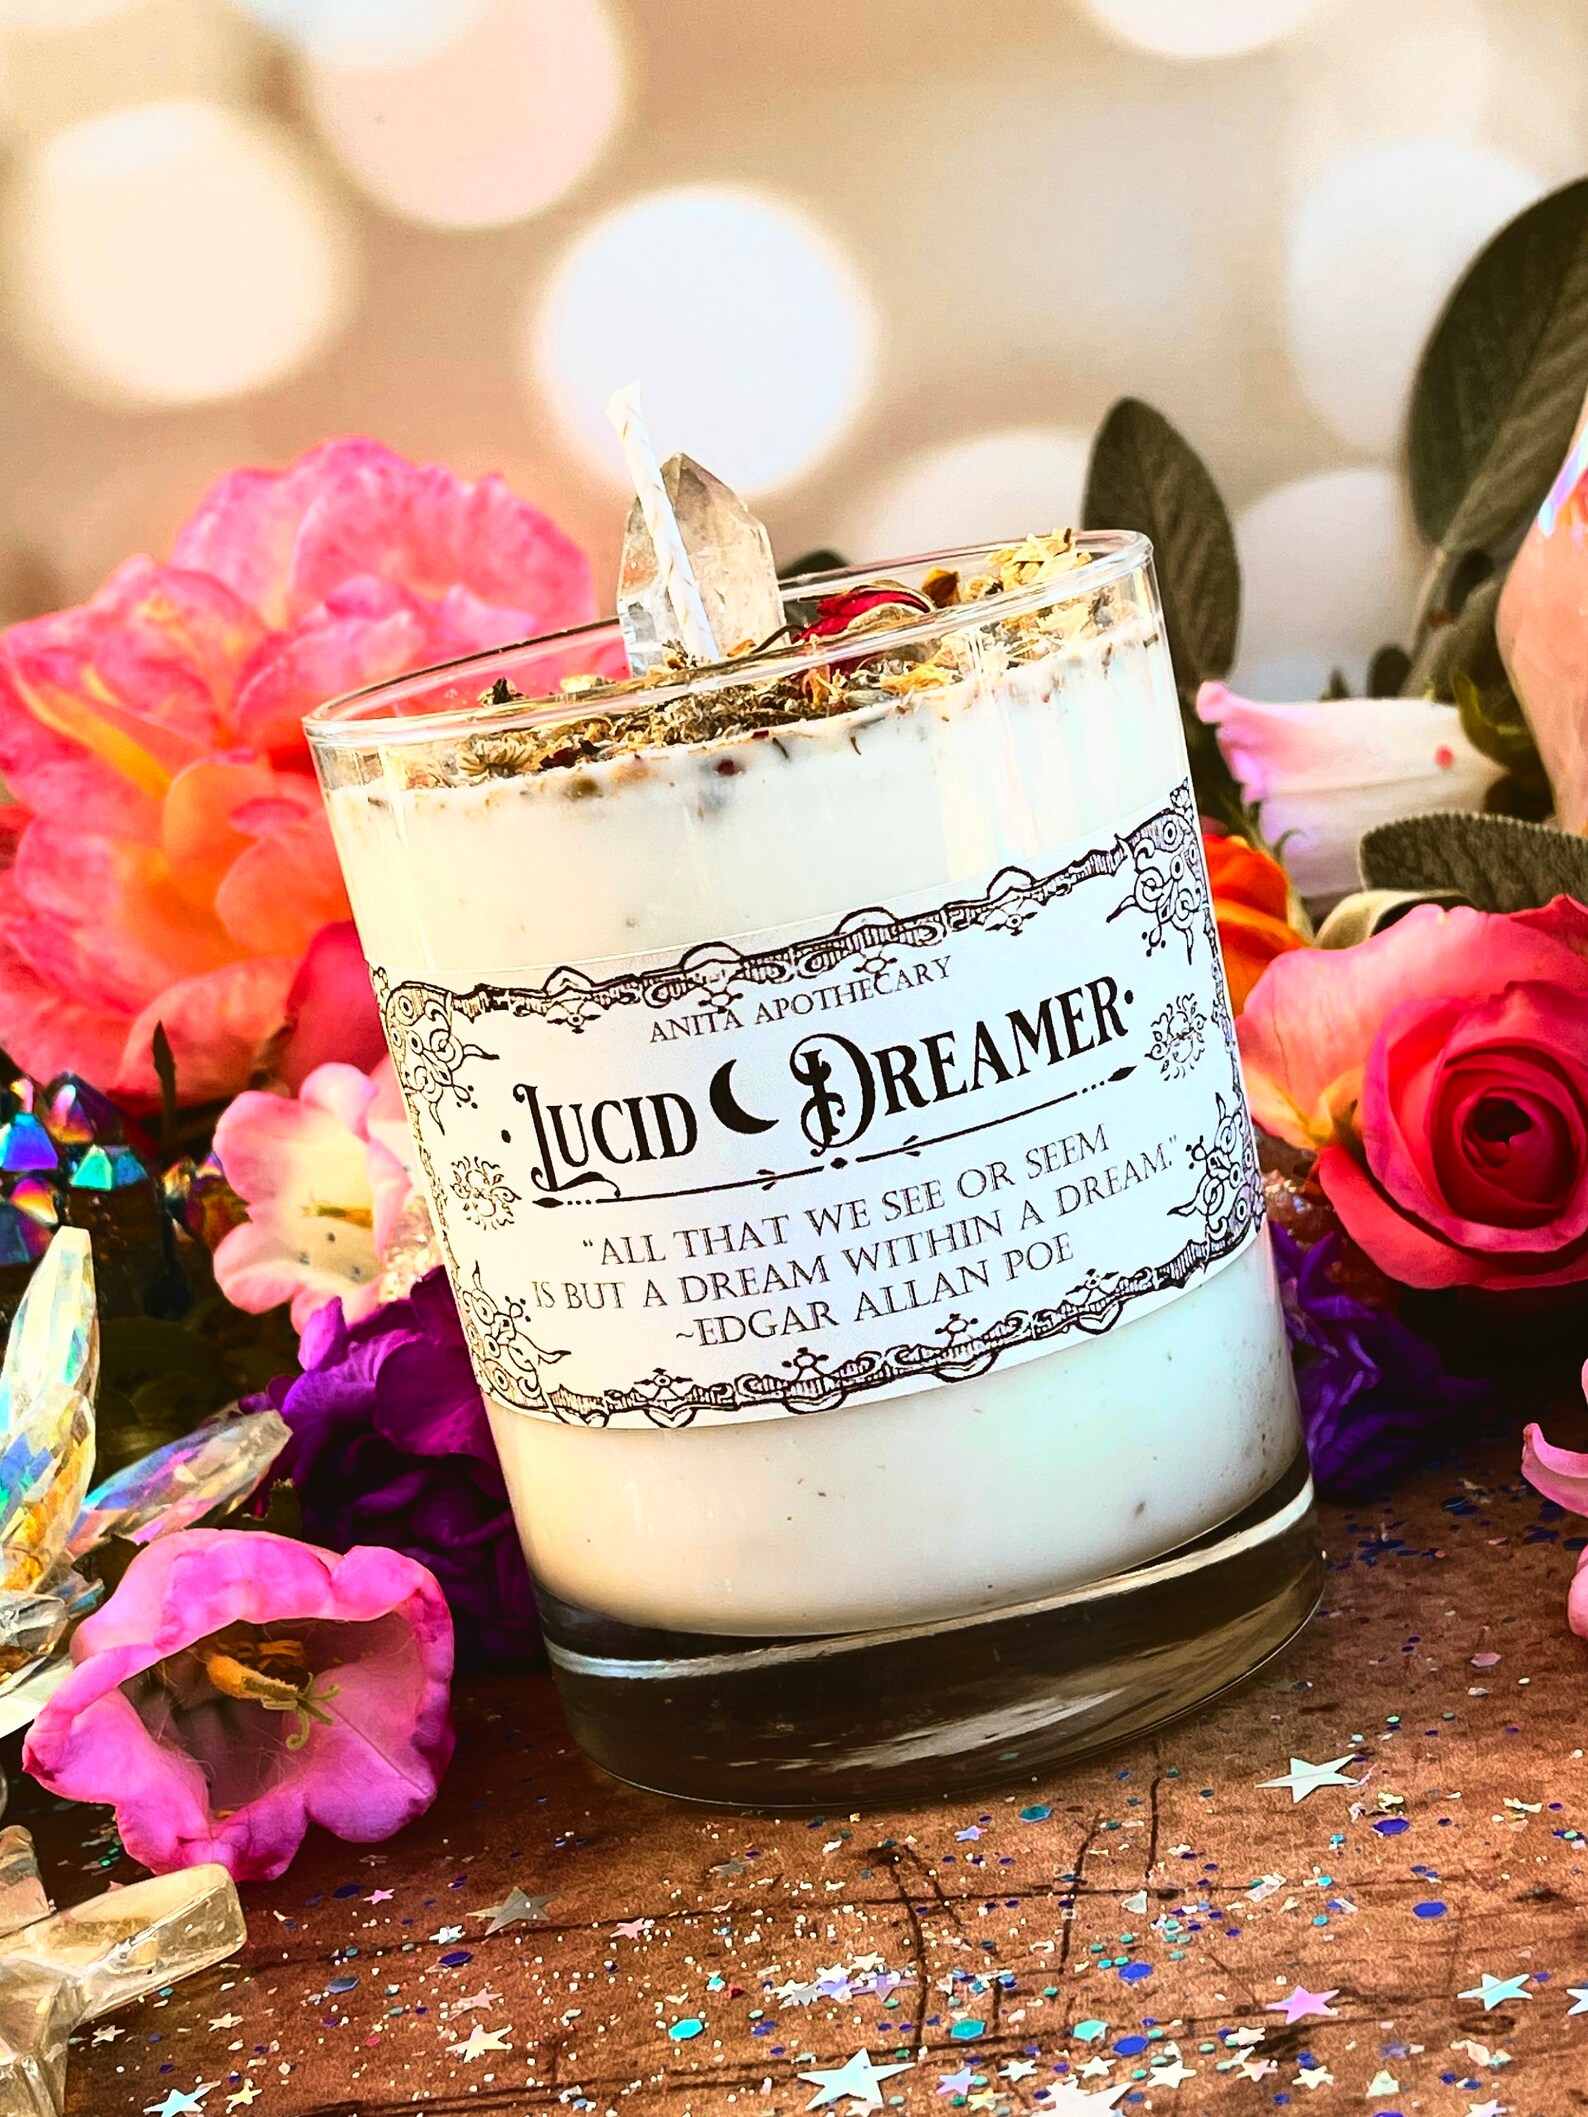 ANITA APOTHECARY
·LUCID DREAMER·
"ALL THAT WE SEE OR SEEM
IS BUT A DREAM WITHIN A DREAM."
~EDGAR ALLAN POE